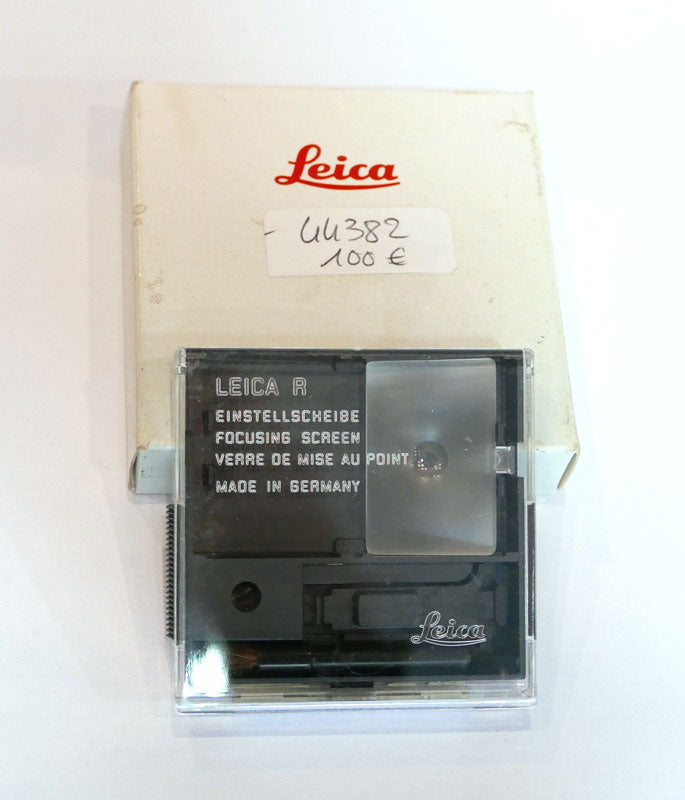 Leica
- 44382
100 €
LEICA R
EINSTELLSCHEIBE
FOCUSING SCREEN
VERRE DE MISE AU POINT
MADE IN GERMANY
Leica